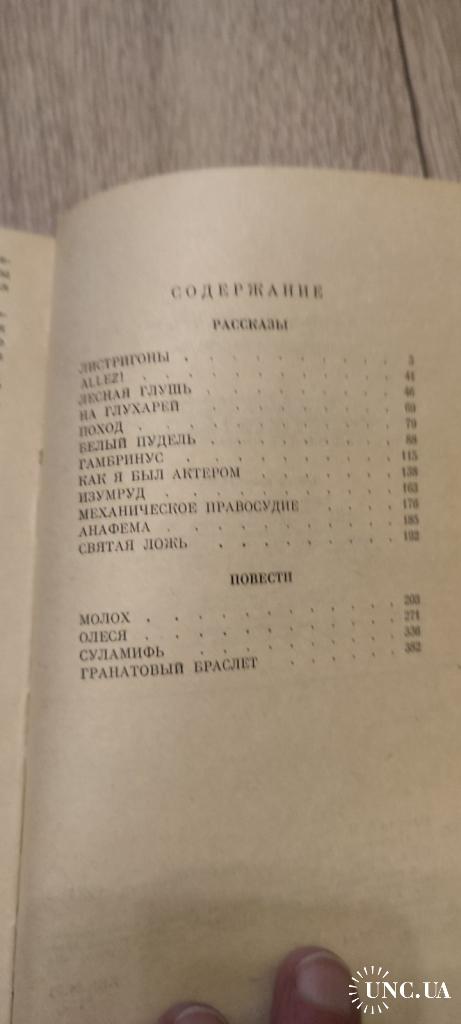 СОДЕРЖАНИЕ
РАССКАЗЫ
ЛИСТРИГОНЫ . . . . . . . . . . 3
ALLEZ! . . . . . . . . . . 41
ЛЕСНАЯ ГЛУШЬ . . . . . . . . . 46
НА ГЛУХАРЕЙ . . . . . . . . . 69
ПОХОД . . . . . . . . . . 79
БЕЛЫЙ ПУДЕЛЬ . . . . . . . . . 88
ГАМБРИНУС . . . . . . . . . . 115
КАК Я БЫЛ АКТЕРОМ . . . . . . . 138
ИЗУМРУД . . . . . . . . . . 163
МЕХАНИЧЕСКОЕ ПРАВОСУДИЕ . . . . 176
АНАФЕМА . . . . . . . . . . 185
СВЯТАЯ ЛОЖЬ . . . . . . . . . 192
ПОВЕСТИ
МОЛОХ . . . . . . . . . . 203
ОЛЕСЯ . . . . . . . . . . 271
СУЛАМИФЬ . . . . . . . . . 336
ГРАНАТОВЫЙ БРАСЛЕТ . . . . . . 382
UNC.UA